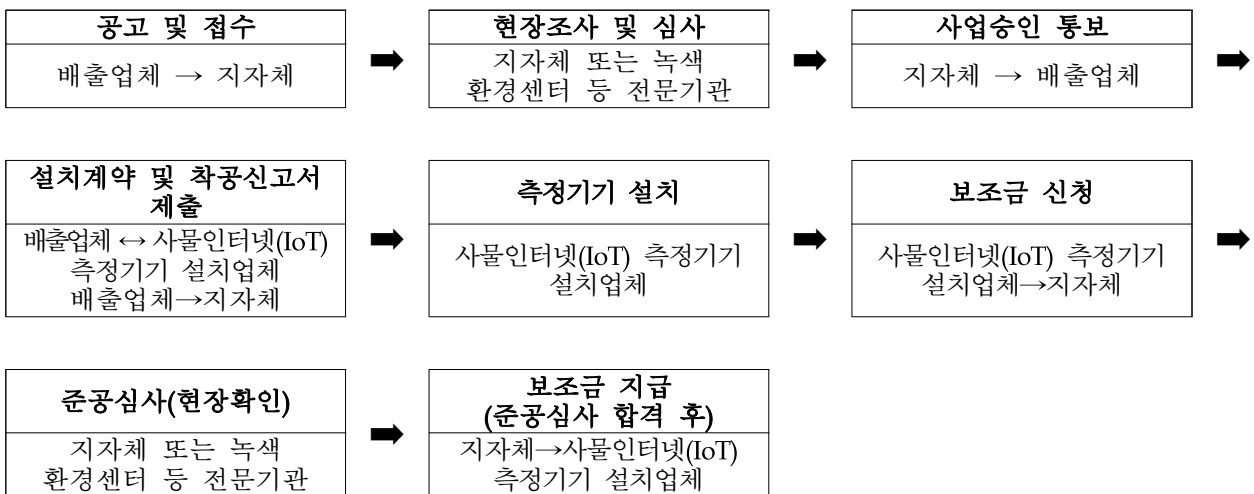 공고 및 접수
배출업체 → 지자체
현장조사 및 심사
지자체 또는 녹색
환경센터 등 전문기관
사업승인 통보
지자체 → 배출업체
설치계약 및 착공신고서
제출
배출업체 ↔ 사물인터넷(IoT)
측정기기 설치업체
배출업체→지자체
측정기기 설치
사물인터넷(IoT) 측정기기
설치업체
보조금 신청
사물인터넷(IoT) 측정기기
설치업체→지자체
준공심사(현장확인)
지자체 또는 녹색
환경센터 등 전문기관
보조금 지급
(준공심사 합격 후)
지자체→사물인터넷(IoT)
측정기기 설치업체